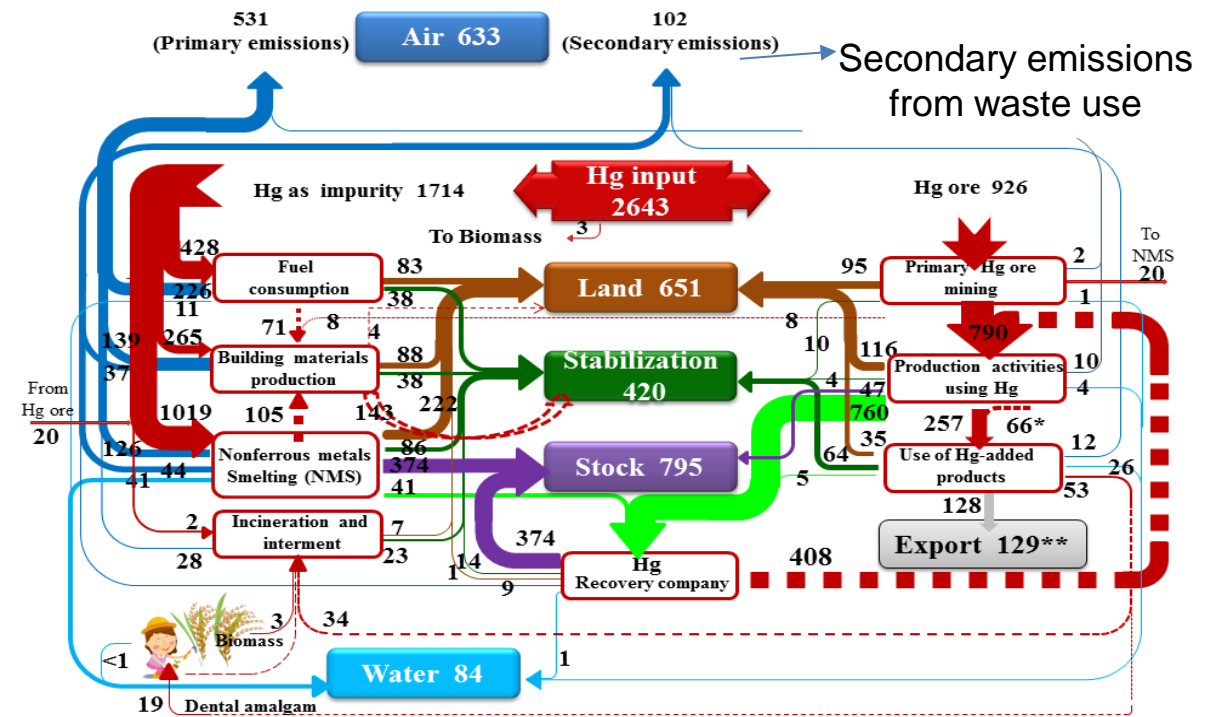 531
(Primary emissions)
Air 633
102
(Secondary emissions)
Secondary emissions
from waste use
Hg as impurity 1714
Hg input
2643
Hg ore 926
To Biomass
3
To
NMS
20
428
Fuel
consumption
83
38
Land 651
95
Primary Hg ore
mining
2
1
226
11
71
8
4
8
790
139
265
37
Building materials
production
88
38
Stabilization
420
10
116
4
47
Production activities
using Hg
10
4
From
Hg ore
20
1019
105
143
222
760
257
66*
126
44
41
Nonferrous metals
Smelting (NMS)
86
374
41
Stock 795
64
35
5
Use of Hg-added
products
12
26
53
2
28
Incineration and
interment
7
23
374
14
1
9
Hg
Recovery company
408
128
Export 129**
3
34
Biomass
<1
Water 84
1
19
Dental amalgam